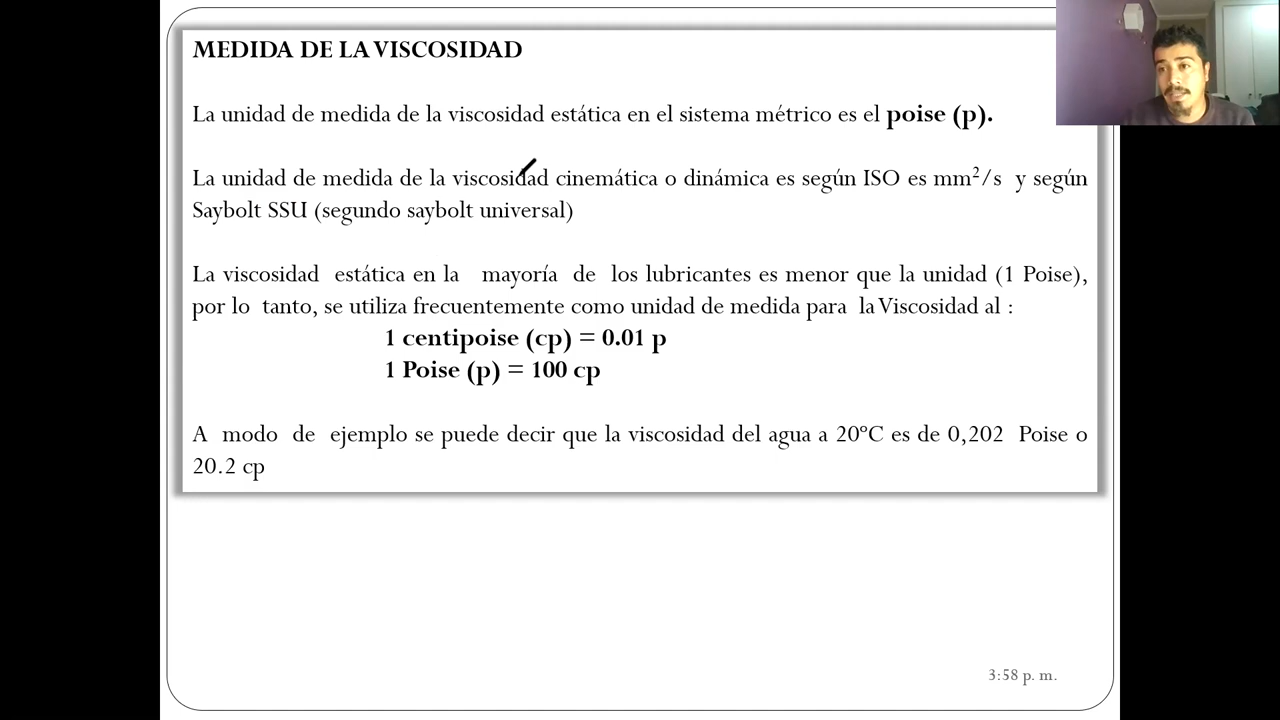 MEDIDA DE LA VISCOSIDAD
La unidad de medida de la viscosidad estática en el sistema métrico es el poise (p).
La unidad de medida de la viscosidad cinemática o dinámica es según ISO es mm²/s y según
Saybolt SSU (segundo saybolt universal)
La viscosidad estática en la mayoría de los lubricantes es menor que la unidad (1 Poise),
por lo tanto, se utiliza frecuentemente como unidad de medida para la Viscosidad al :
1 centipoise (cp) = 0.01 p
1 Poise (p) = 100 cp
A modo de ejemplo se puede decir que la viscosidad del agua a 20ºC es de 0,202 Poise o
20.2 cp
3:58 p. m.